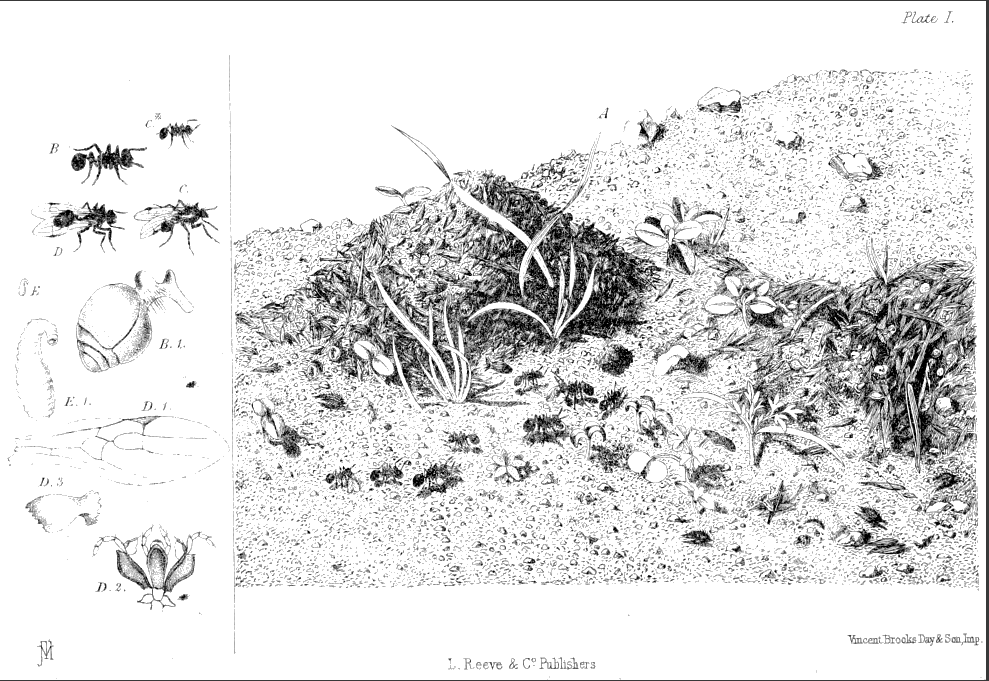 Plate I.
A
B
C*
C.
D
E
B. 1.
E. 1.
D. 1.
D. 3
D. 2.
Vincent Brooks Day & Son, Imp.
L. Reeve & Cº Publishers